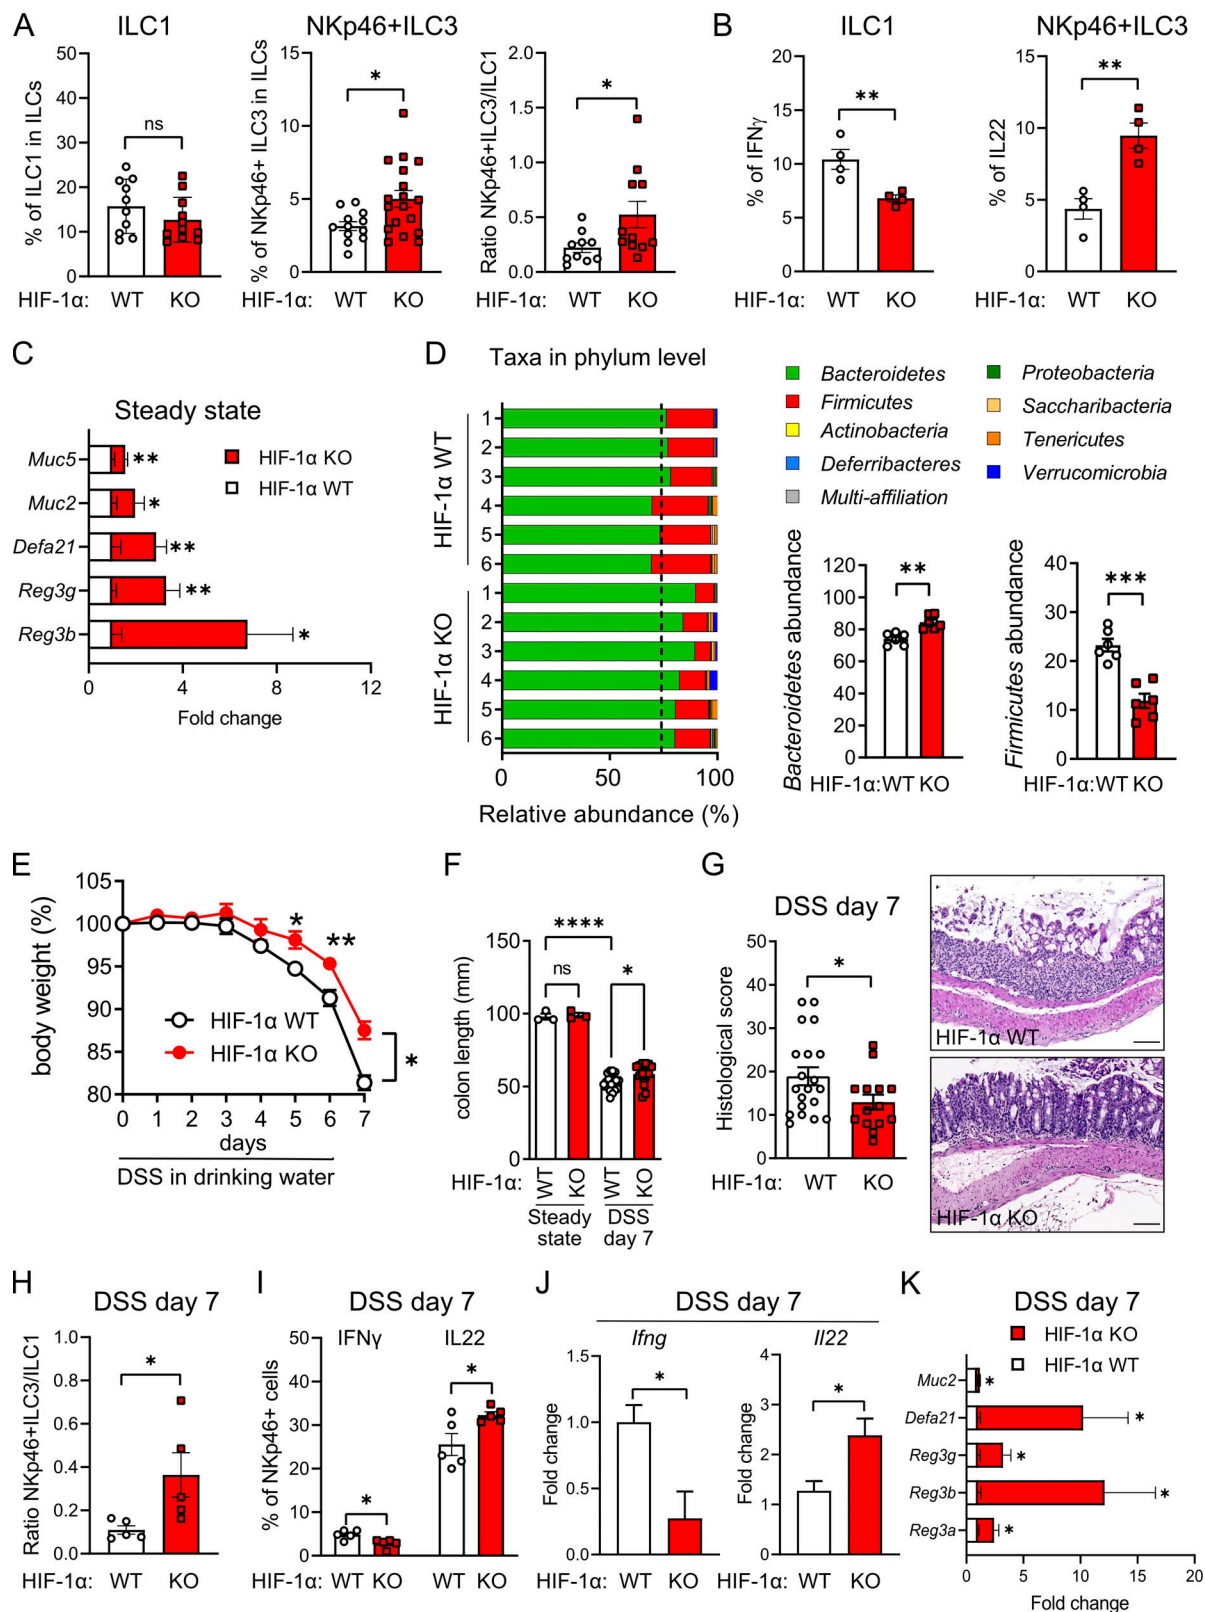 A
ILC1
% of ILC1 in ILCs
50
40
30
20
10
0
ns
HIF-1α: WT KO
NKp46+ILC3
% of NKp46+ ILC3 in ILCs
15
10
5
0
*
HIF-1α: WT KO
Ratio NKp46+ILC3/ILC1
2.0
1.5
1.0
0.5
0.0
*
HIF-1α: WT KO
B
ILC1
% of IFNγ
20
15
10
5
0
**
HIF-1α: WT KO
NKp46+ILC3
% of IL22
15
10
5
0
**
HIF-1α: WT KO
C
Steady state
Muc5 **
Muc2 *
Defa21 **
Reg3g **
Reg3b *
HIF-1α KO
HIF-1α WT
0 4 8 12
Fold change
D
Taxa in phylum level
HIF-1α WT
1
2
3
4
5
6
HIF-1α KO
1
2
3
4
5
6
0 50 100
Relative abundance (%)
Bacteroidetes
Firmicutes
Actinobacteria
Deferribacteres
Multi-affiliation
Proteobacteria
Saccharibacteria
Tenericutes
Verrucomicrobia
Bacteroidetes abundance
120
100
80
60
40
20
0
**
HIF-1α:WT KO
Firmicutes abundance
40
30
20
10
0
***
HIF-1α:WT KO
E
body weight (%)
105
100
95
90
85
80
* **
HIF-1α WT
HIF-1α KO
*
0 1 2 3 4 5 6 7
days
DSS in drinking water
F
colon length (mm)
150
100
50
0
****
ns
*
HIF-1α: WT KO WT KO
Steady state
DSS day 7
G
DSS day 7
Histological score
50
40
30
20
10
0
*
HIF-1α: WT KO
HIF-1α WT
HIF-1α KO
H
DSS day 7
Ratio NKp46+ILC3/ILC1
1.0
0.8
0.6
0.4
0.2
0.0
*
HIF-1α: WT KO
I
DSS day 7
% of NKp46+ cells
50
40
30
20
10
0
IFNγ IL22
*
*
HIF-1α: WT KO WT KO
J
DSS day 7
Ifng
Fold change
1.5
1.0
0.5
0.0
*
HIF-1α: WT KO
Il22
Fold change
4
3
2
1
0
*
HIF-1α: WT KO
K
DSS day 7
HIF-1α KO
HIF-1α WT
Muc2 *
Defa21 *
Reg3g *
Reg3b *
Reg3a *
0 5 10 15 20
Fold change